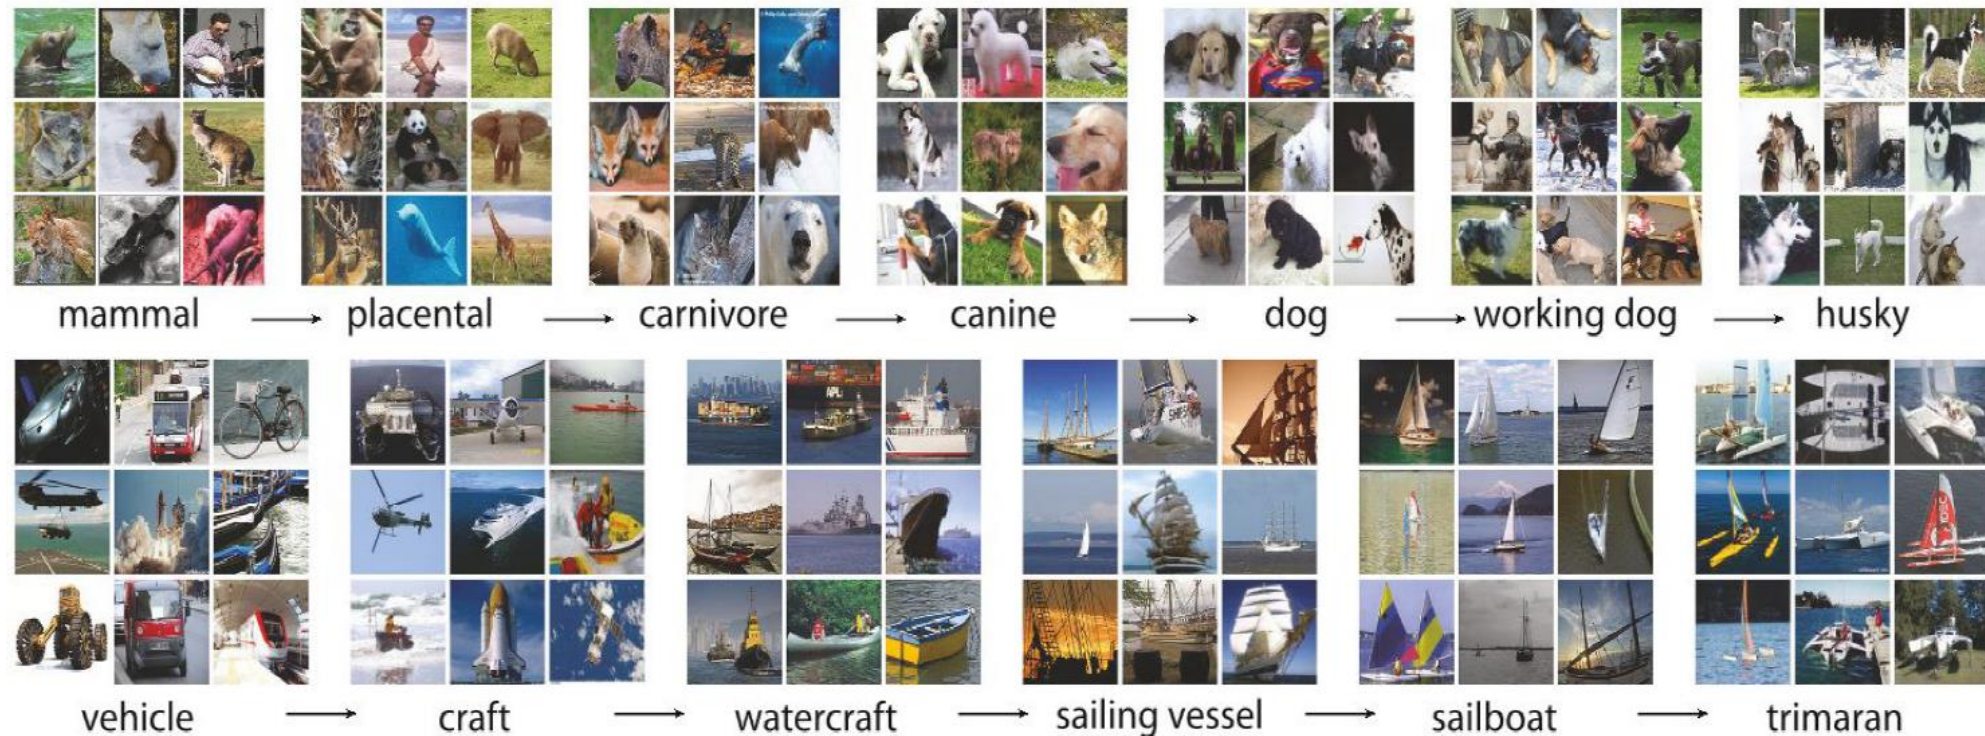 mammal → placental → carnivore → canine → dog → working dog → husky
vehicle → craft → watercraft → sailing vessel → sailboat → trimaran